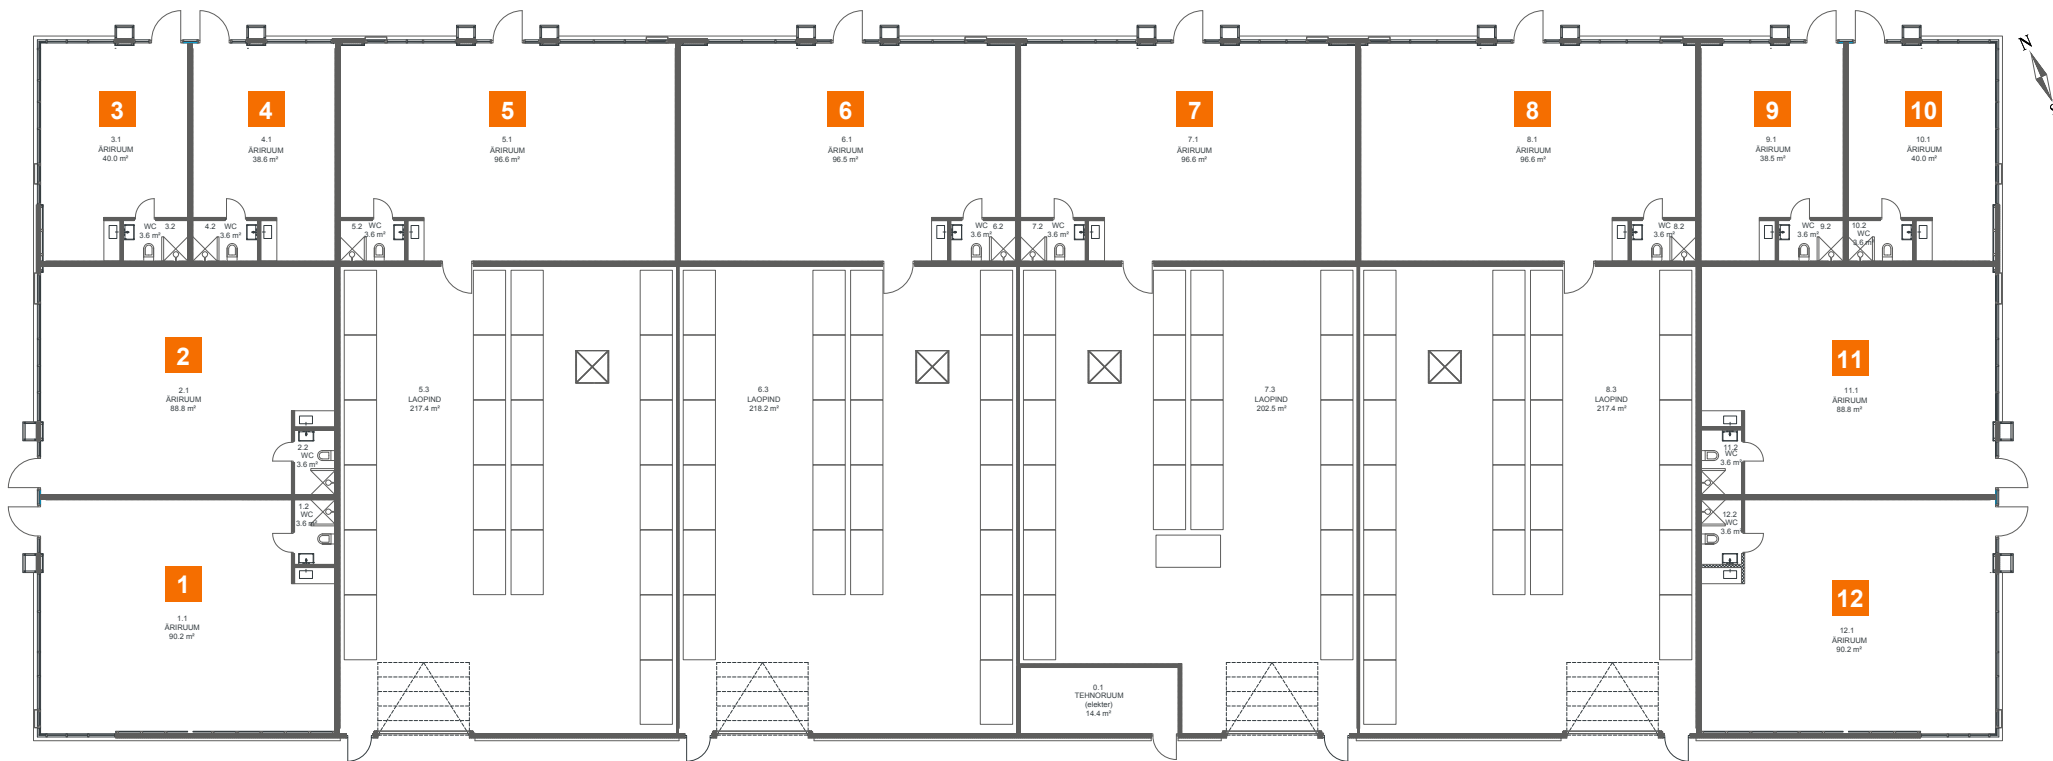 N
S
3
3.1
ÄRIRUUM
40.0 m²
4
4.1
ÄRIRUUM
38.6 m²
5
5.1
ÄRIRUUM
96.6 m²
6
6.1
ÄRIRUUM
96.5 m²
7
7.1
ÄRIRUUM
96.6 m²
8
8.1
ÄRIRUUM
96.6 m²
9
9.1
ÄRIRUUM
38.5 m²
10
10.1
ÄRIRUUM
40.0 m²
WC 3.2
3.6 m²
4.2 WC
3.6 m²
5.2 WC
3.6 m²
WC 6.2
3.6 m²
7.2 WC
3.6 m²
WC 8.2
3.6 m²
WC 9.2
3.6 m²
10.2
WC
3.6 m²
2
2.1
ÄRIRUUM
88.8 m²
2.2
WC
3.6 m²
5.3
LAOPIND
217.4 m²
6.3
LAOPIND
218.2 m²
7.3
LAOPIND
202.5 m²
8.3
LAOPIND
217.4 m²
11
11.1
ÄRIRUUM
88.8 m²
11.2
WC
3.6 m²
1.2
WC
3.6 m²
1
1.1
ÄRIRUUM
90.2 m²
12.2
WC
3.6 m²
12
12.1
ÄRIRUUM
90.2 m²
0.1
TEHNORUUM
(elekter)
14.4 m²